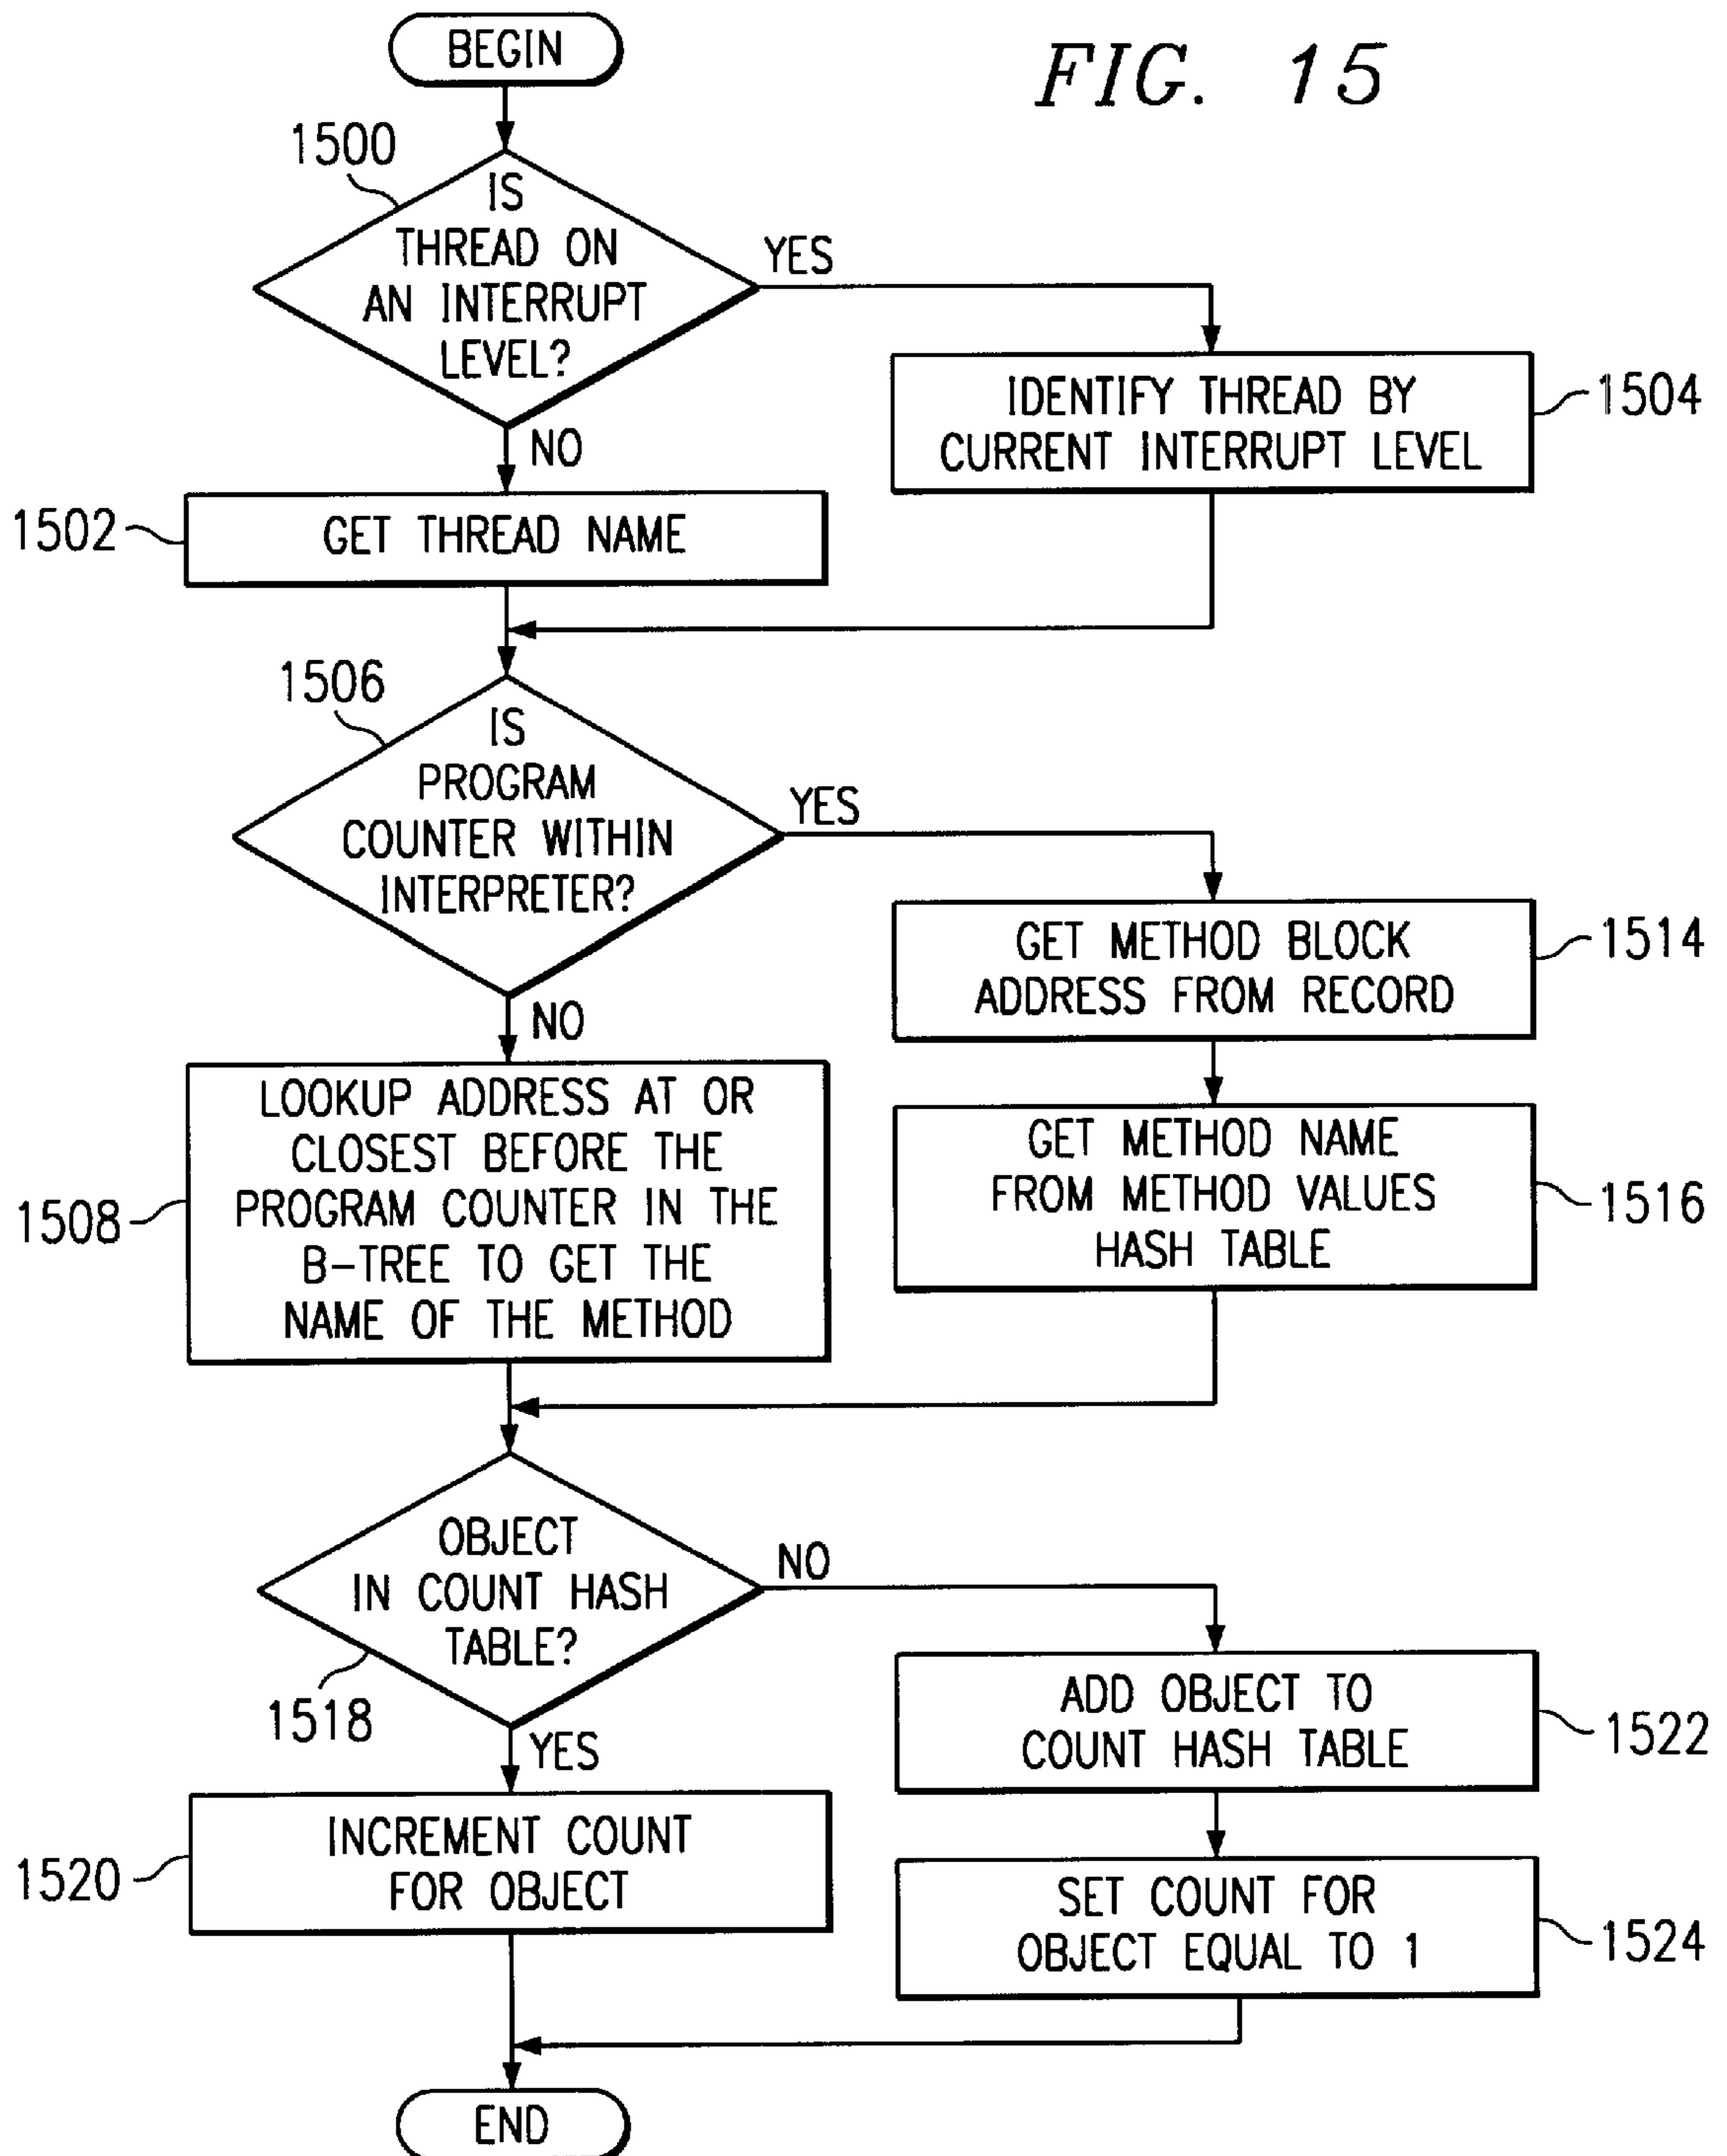 BEGIN
FIG. 15
1500
IS
THREAD ON
AN INTERRUPT
LEVEL?
YES
NO
IDENTIFY THREAD BY
CURRENT INTERRUPT LEVEL
1504
1502
GET THREAD NAME
1506
IS
PROGRAM
COUNTER WITHIN
INTERPRETER?
YES
NO
GET METHOD BLOCK
ADDRESS FROM RECORD
1514
1508
LOOKUP ADDRESS AT OR
CLOSEST BEFORE THE
PROGRAM COUNTER IN THE
B-TREE TO GET THE
NAME OF THE METHOD
GET METHOD NAME
FROM METHOD VALUES
HASH TABLE
1516
OBJECT
IN COUNT HASH
TABLE?
NO
1518
YES
ADD OBJECT TO
COUNT HASH TABLE
1522
1520
INCREMENT COUNT
FOR OBJECT
SET COUNT FOR
OBJECT EQUAL TO 1
1524
END